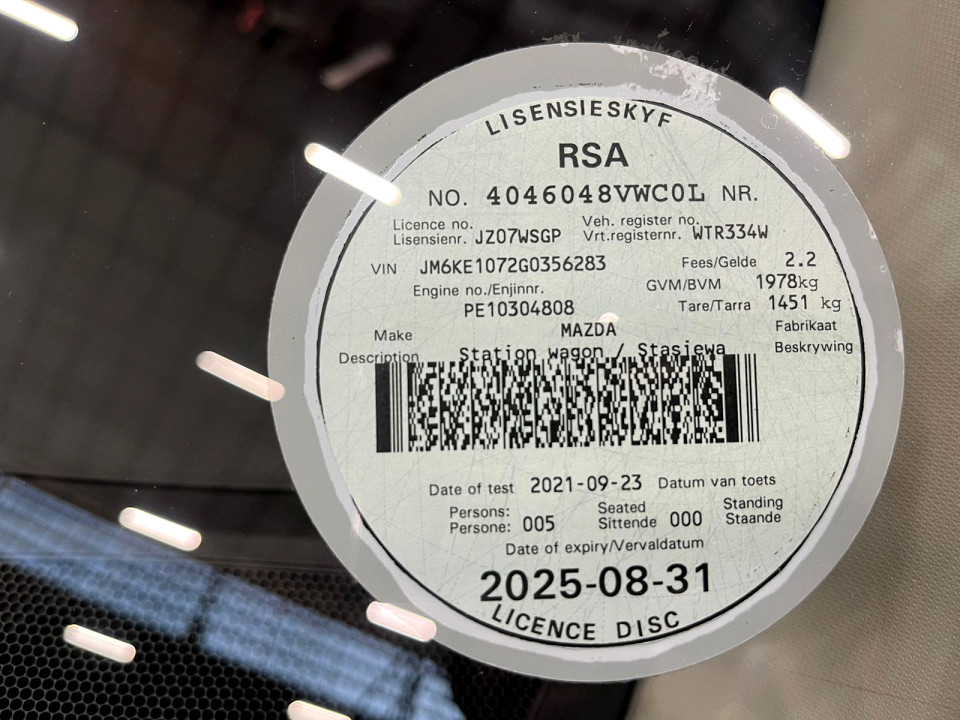 LISENSIESKYF
RSA
NO. 4046048VWC0L NR.
Licence no. Veh. register no.
Lisensienr. JZ07WSGP Vrt.registernr. WTR334W
VIN JM6KE1072G0356283 Fees/Gelde 2.2
Engine no./Enjinnr. GVM/BVM 1978kg
PE10304808 Tare/Tarra 1451 kg
Make MAZDA Fabrikaat
Description Station wagon / Stasiewa Beskrywing
Date of test 2021-09-23 Datum van toets
Persons: Seated Standing
Persone: 005 Sittende 000 Staande
Date of expiry/Vervaldatum
2025-08-31
LICENCE DISC